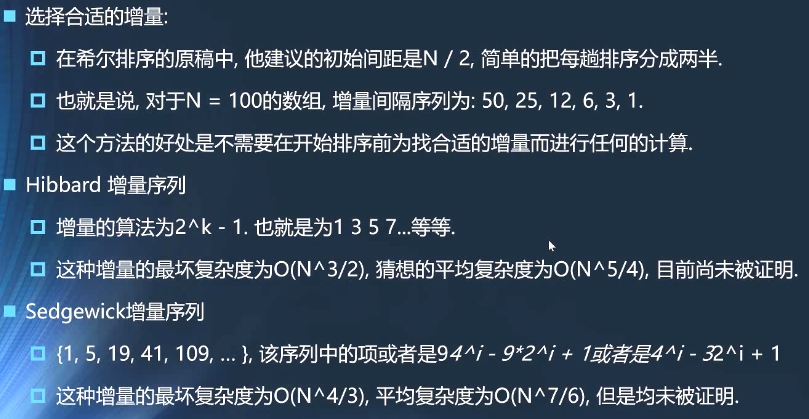 选择合适的增量:
在希尔排序的原稿中, 他建议的初始间距是N / 2, 简单的把每趟排序分成两半.
也就是说, 对于N = 100的数组, 增量间隔序列为: 50, 25, 12, 6, 3, 1.
这个方法的好处是不需要在开始排序前为找合适的增量而进行任何的计算.
Hibbard 增量序列
增量的算法为2^k - 1. 也就是为1 3 5 7...等等.
这种增量的最坏复杂度为O(N^3/2), 猜想的平均复杂度为O(N^5/4), 目前尚未被证明.
Sedgewick增量序列
{1, 5, 19, 41, 109, ... }, 该序列中的项或者是94^i - 9*2^i + 1或者是4^i - 32^i + 1
这种增量的最坏复杂度为O(N^4/3), 平均复杂度为O(N^7/6), 但是均未被证明.